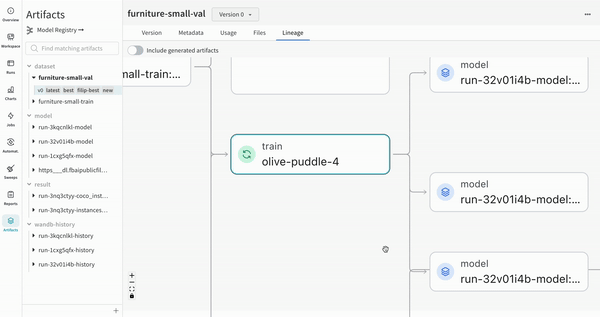 Overview
Workspace
Runs
Charts
Jobs
Automat.
Sweeps
Reports
Artifacts
Artifacts
Model Registry
Find matching artifacts
dataset
furniture-small-val
v0 latest best filip-best new
furniture-small-train
model
run-3kqcnlkl-model
run-32v01i4b-model
run-1cxg5qfx-model
https___dl.fbaipublicfil...
result
run-3nq3ctyy-coco_inst...
run-3nq3ctyy-instances...
wandb-history
run-3kqcnlkl-history
run-1cxg5qfx-history
run-32v01i4b-history
furniture-small-val
Version 0
Version Metadata Usage Files Lineage
Include generated artifacts
mall-train:...
train
olive-puddle-4
model
run-32v01i4b-model:...
model
run-32v01i4b-model:...
model
run-32v01i4b-model:...